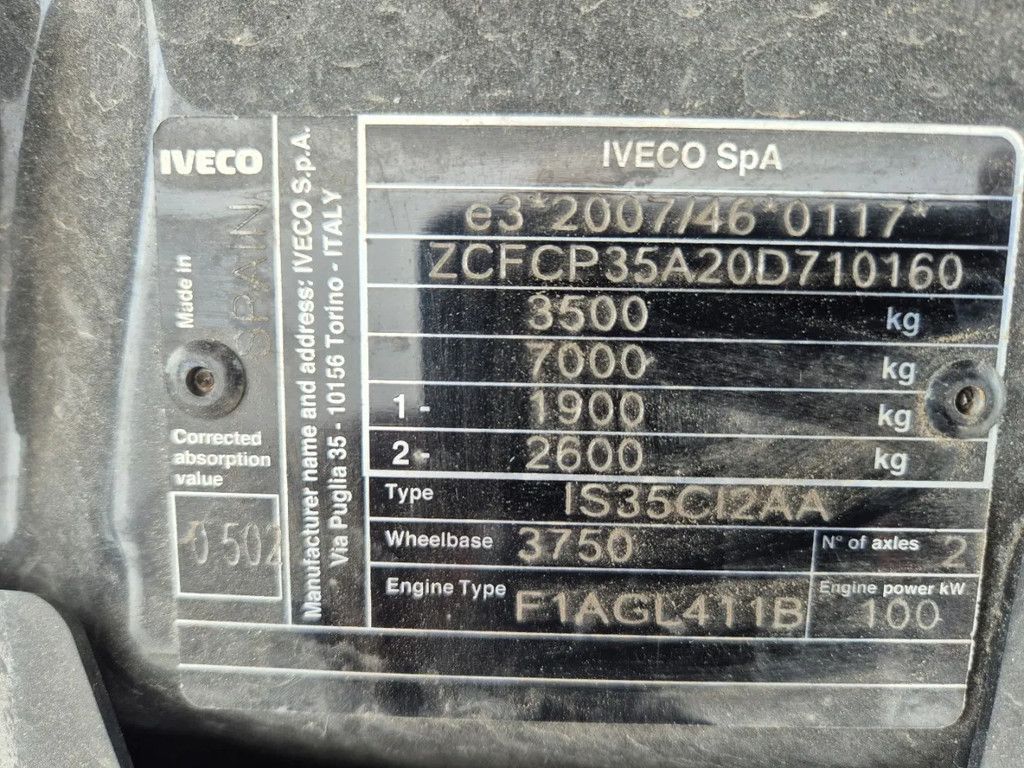 IVECO
Made in SPAIN
Corrected
absorption
value
0.502
Manufacturer name and address: IVECO S.p.A.
Via Puglia 35 - 10156 Torino - ITALY
IVECO SpA
e3*2007/46*0117*
ZCFCP35A20D710160
3500 kg
7000 kg
1- 1900 kg
2- 2600 kg
Type IS35CI2AA
Wheelbase 3750 N° of axles 2
Engine Type F1AGL411B Engine power kW 100